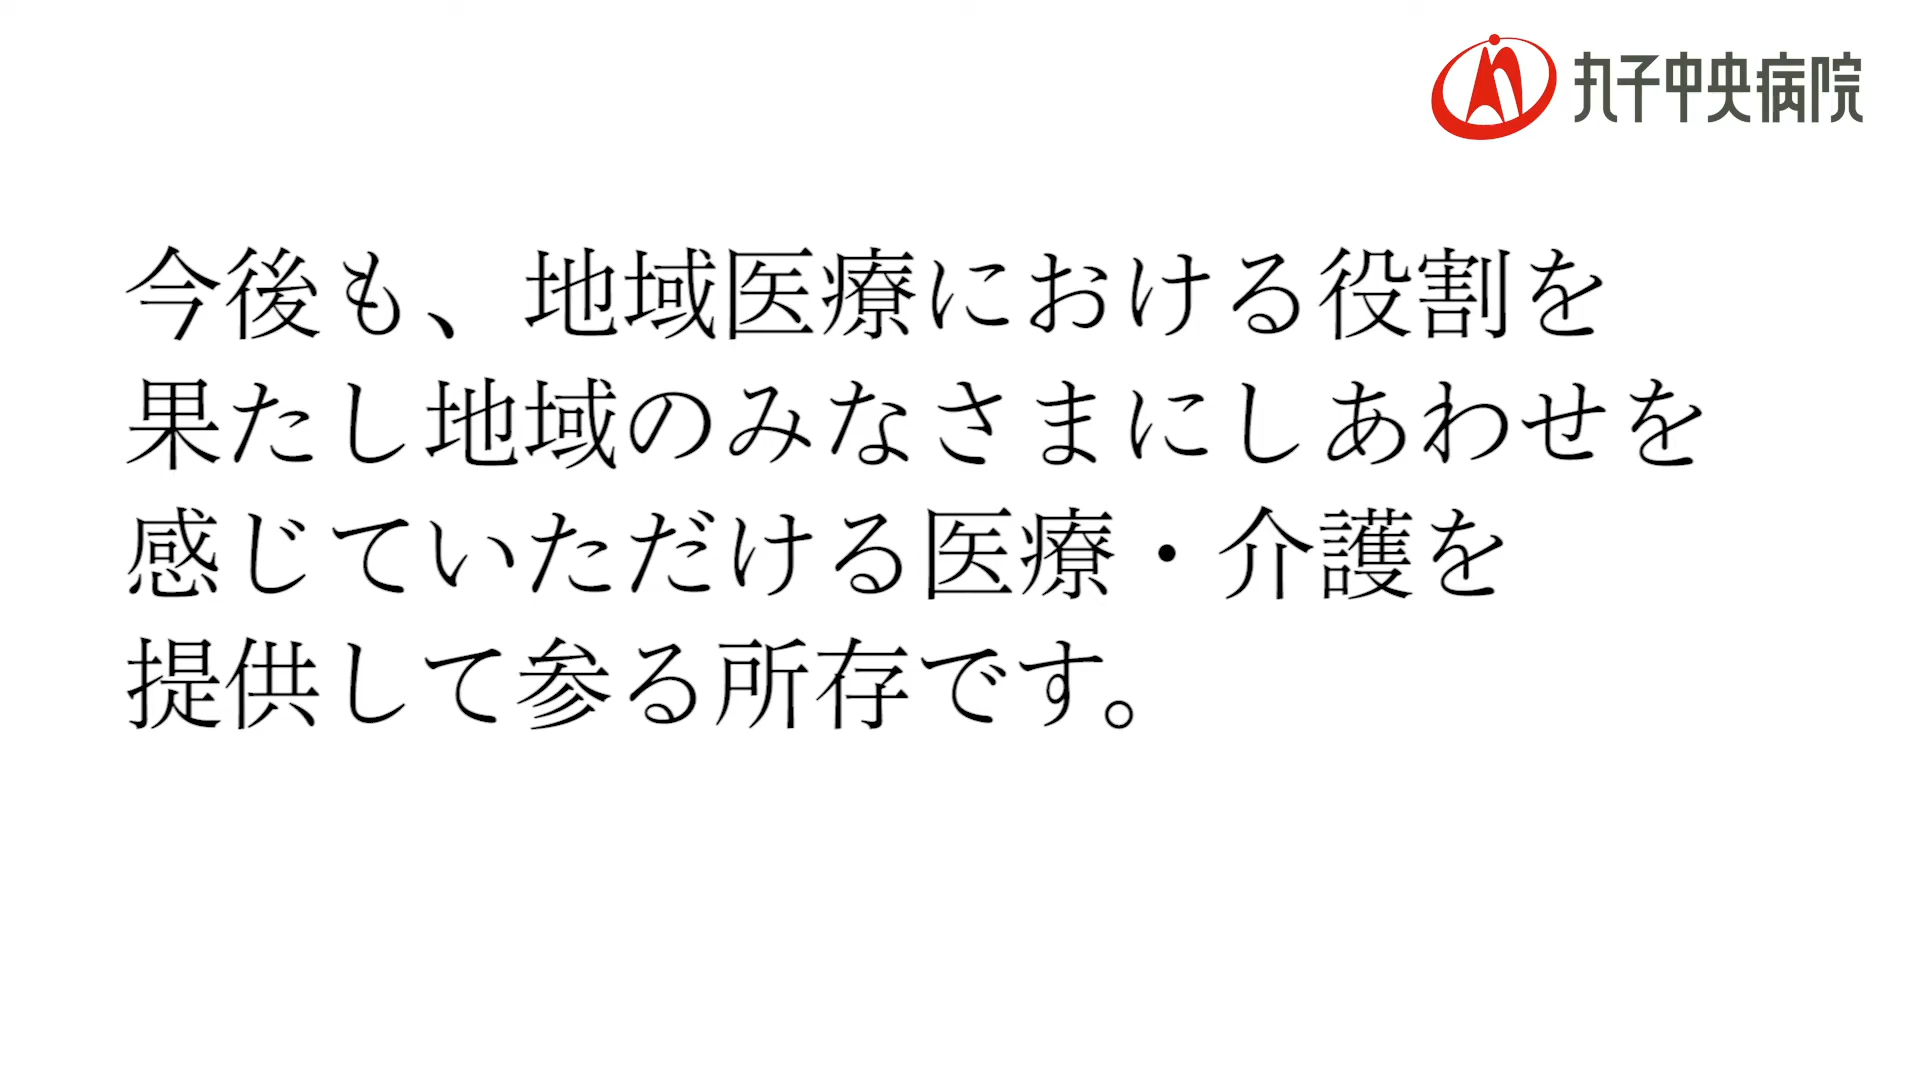 丸子中央病院
今後も、地域医療における役割を
果たし地域のみなさまにしあわせを
感じていただける医療・介護を
提供して参る所存です。